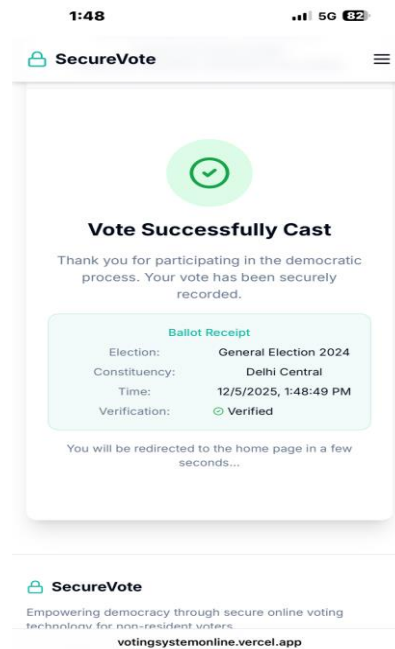 1:48 5G 82
SecureVote
Vote Successfully Cast
Thank you for participating in the democratic
process. Your vote has been securely
recorded.
Ballot Receipt
Election: General Election 2024
Constituency: Delhi Central
Time: 12/5/2025, 1:48:49 PM
Verification: Verified
You will be redirected to the home page in a few
seconds...
SecureVote
Empowering democracy through secure online voting
technology for non-resident voters
votingsystemonline.vercel.app